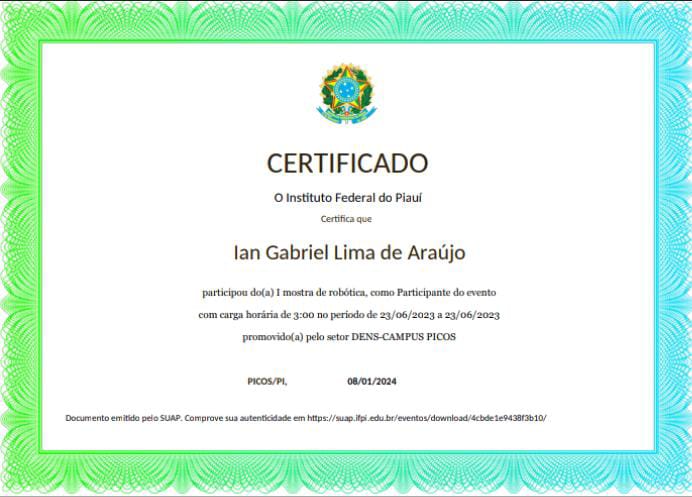 CERTIFICADO
O Instituto Federal do Piauí
Certifica que
Ian Gabriel Lima de Araújo
participou do(a) I mostra de robótica, como Participante do evento
com carga horária de 3:00 no período de 23/06/2023 a 23/06/2023
promovido(a) pelo setor DENS-CAMPUS PICOS
PICOS/PI, 08/01/2024
Documento emitido pelo SUAP. Comprove sua autenticidade em https://suap.ifpi.edu.br/eventos/download/4cbde1e9438f3b10/